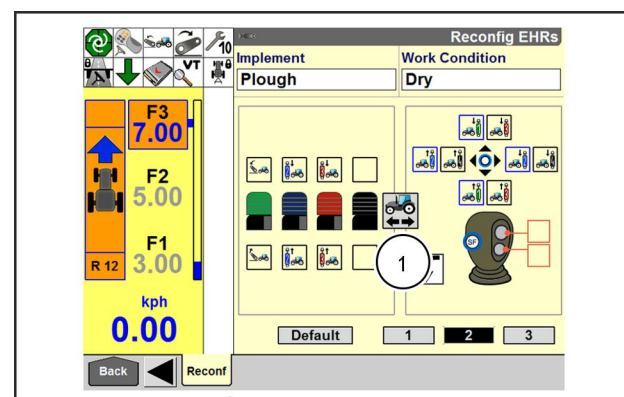 10
VT
Reconfig EHRs
Implement
Work Condition
Plough
Dry
F3
7.00
F2
5.00
F1
R 12
3.00
kph
0.00
SF
1
Default
1
2
3
Back
Reconf